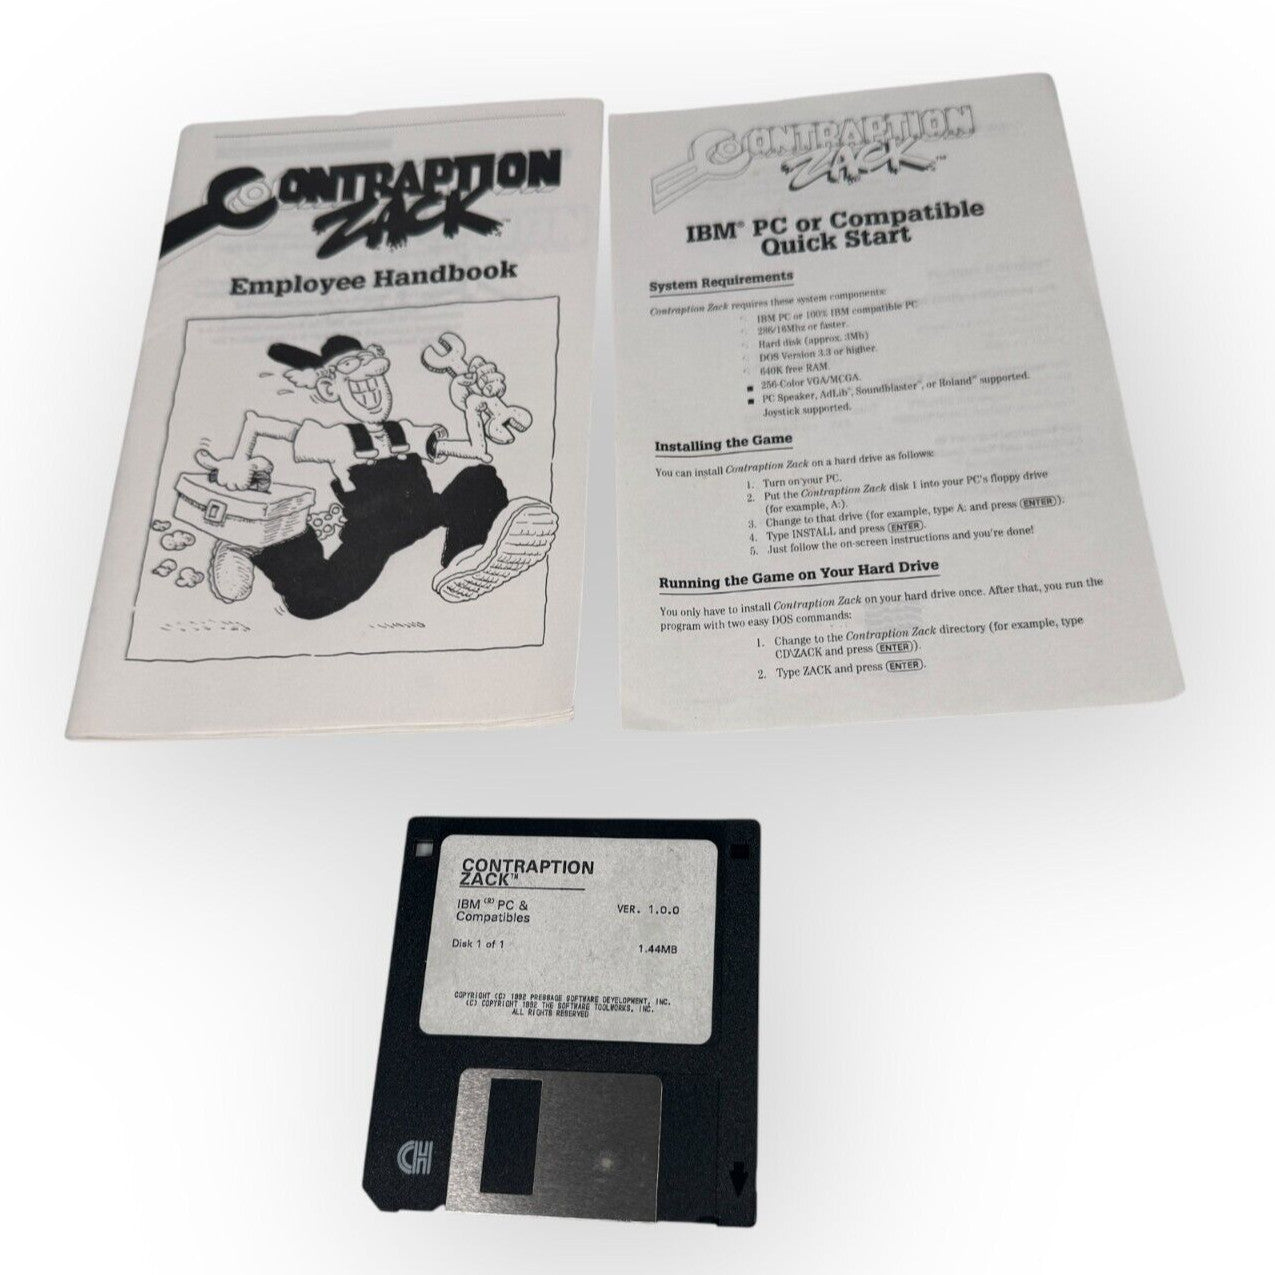 CONTRAPTION
ZACK™
Employee Handbook
CONTRAPTION
ZACK™
IBM® PC or Compatible
Quick Start
System Requirements
Contraption Zack requires these system components:
IBM PC or 100% IBM compatible PC
286/16Mhz or faster.
Hard disk (approx. 3Mb)
DOS Version 3.3 or higher.
640K free RAM.
■ 256-Color VGA/MCGA.
■ PC Speaker, AdLib™, Soundblaster™, or Roland™ supported.
Joystick supported.
Installing the Game
You can install Contraption Zack on a hard drive as follows:
1. Turn on your PC.
2. Put the Contraption Zack disk 1 into your PC's floppy drive
(for example, A:).
3. Change to that drive (for example, type A: and press (ENTER)).
4. Type INSTALL and press (ENTER).
5. Just follow the on-screen instructions and you're done!
Running the Game on Your Hard Drive
You only have to install Contraption Zack on your hard drive once. After that, you run the
program with two easy DOS commands:
1. Change to the Contraption Zack directory (for example, type
CD\ZACK and press (ENTER)).
2. Type ZACK and press (ENTER).
CONTRAPTION
ZACK™
IBM (R) PC & VER. 1.0.0
Compatibles
Disk 1 of 1 1.44MB
COPYRIGHT (C) 1992 PRESSAGE SOFTWARE DEVELOPMENT, INC.
(C) COPYRIGHT 1992 THE SOFTWARE TOOLWORKS, INC.
ALL RIGHTS RESERVED
CH